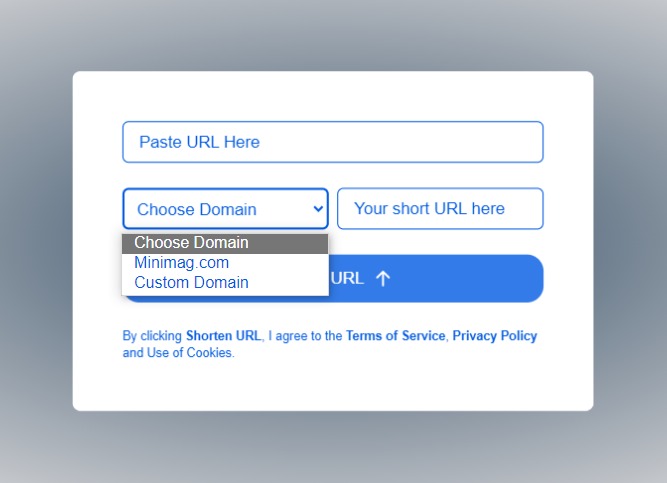 Paste URL Here
Choose Domain
Your short URL here
Choose Domain
Minimag.com
Custom Domain
URL ↑
By clicking Shorten URL, I agree to the Terms of Service, Privacy Policy
and Use of Cookies.